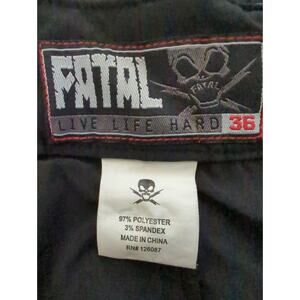 FATAL
FATAL
LIVE LIFE HARD 36
97% POLYESTER
3% SPANDEX
MADE IN CHINA
RN# 126087